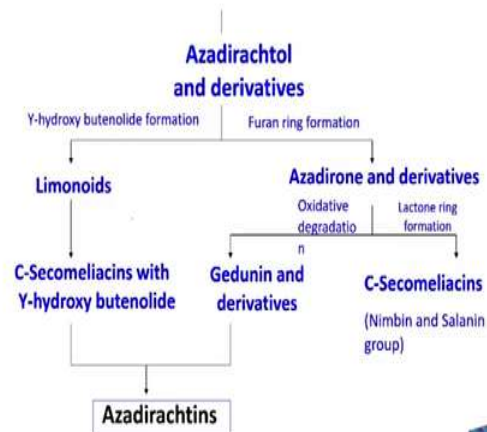 Azadirachtol
and derivatives
Y-hydroxy butenolide formation
Furan ring formation
Limonoids
Azadirone and derivatives
Oxidative
degradatio
n
Lactone ring
formation
C-Secomeliacins with
Y-hydroxy butenolide
Gedunin and
derivatives
C-Secomeliacins
(Nimbin and Salanin
group)
Azadirachtins